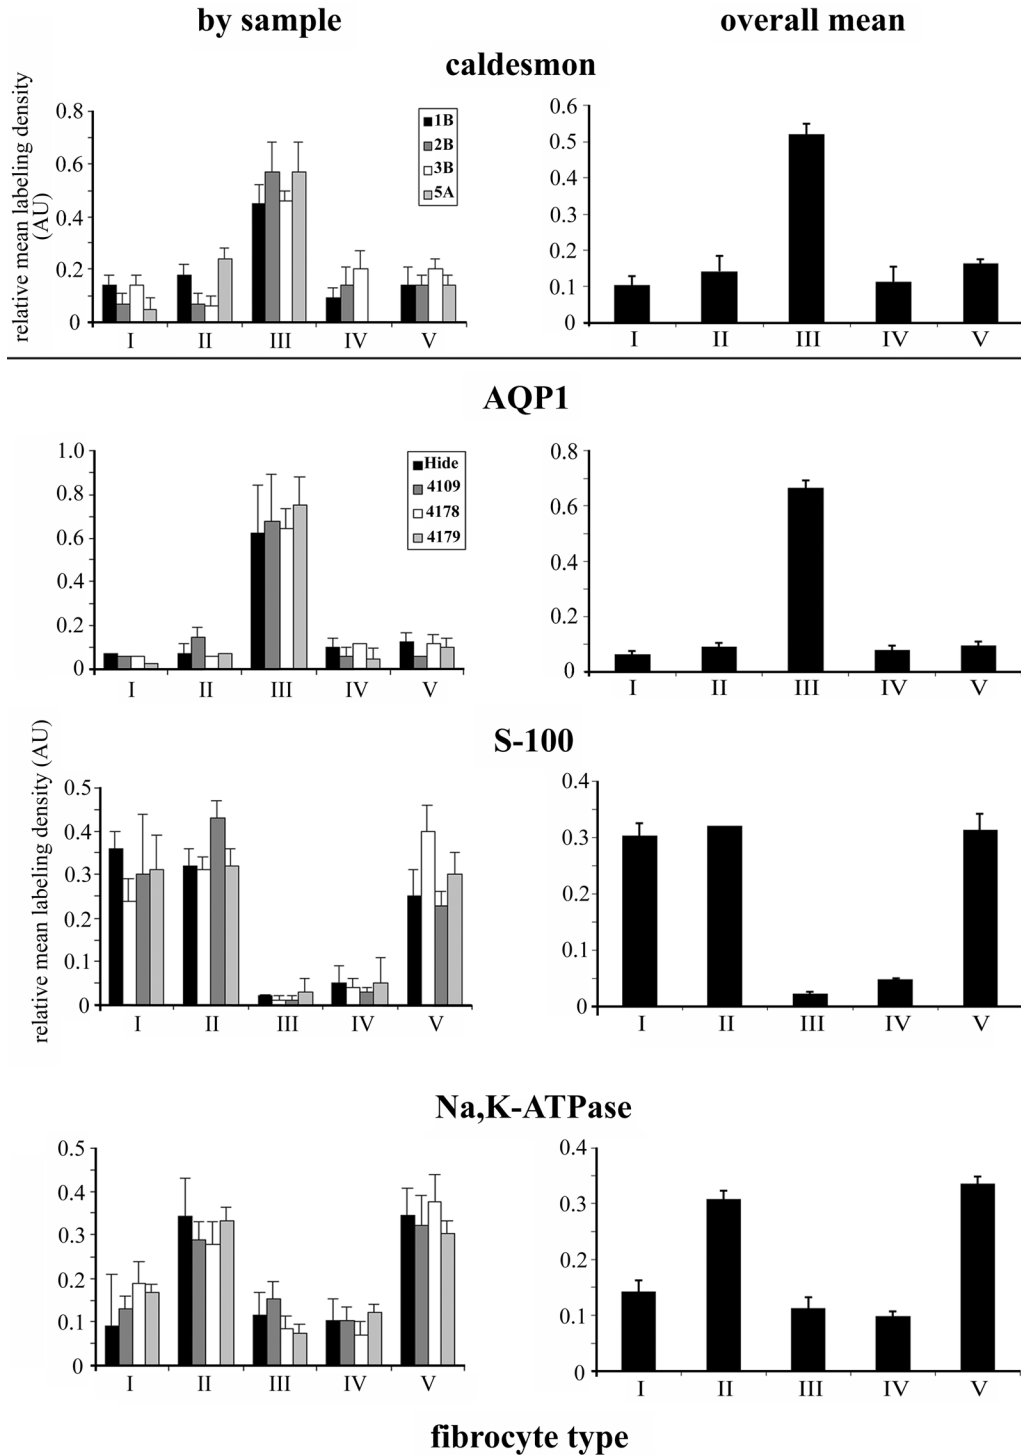 by sample
overall mean
caldesmon
relative mean labeling density
(AU)
0.8
0.6
0.4
0.2
0
1B
2B
3B
5A
I II III IV V
0.6
0.5
0.4
0.3
0.2
0.1
0
I II III IV V
AQP1
1.0
0.8
0.6
0.4
0.2
0
Hide
4109
4178
4179
I II III IV V
0.8
0.6
0.4
0.2
0
I II III IV V
S-100
relative mean labeling density (AU)
0.5
0.4
0.3
0.2
0.1
0
I II III IV V
0.4
0.3
0.2
0.1
0
I II III IV V
Na,K-ATPase
0.5
0.4
0.3
0.2
0.1
0
I II III IV V
0.4
0.3
0.2
0.1
0
I II III IV V
fibrocyte type